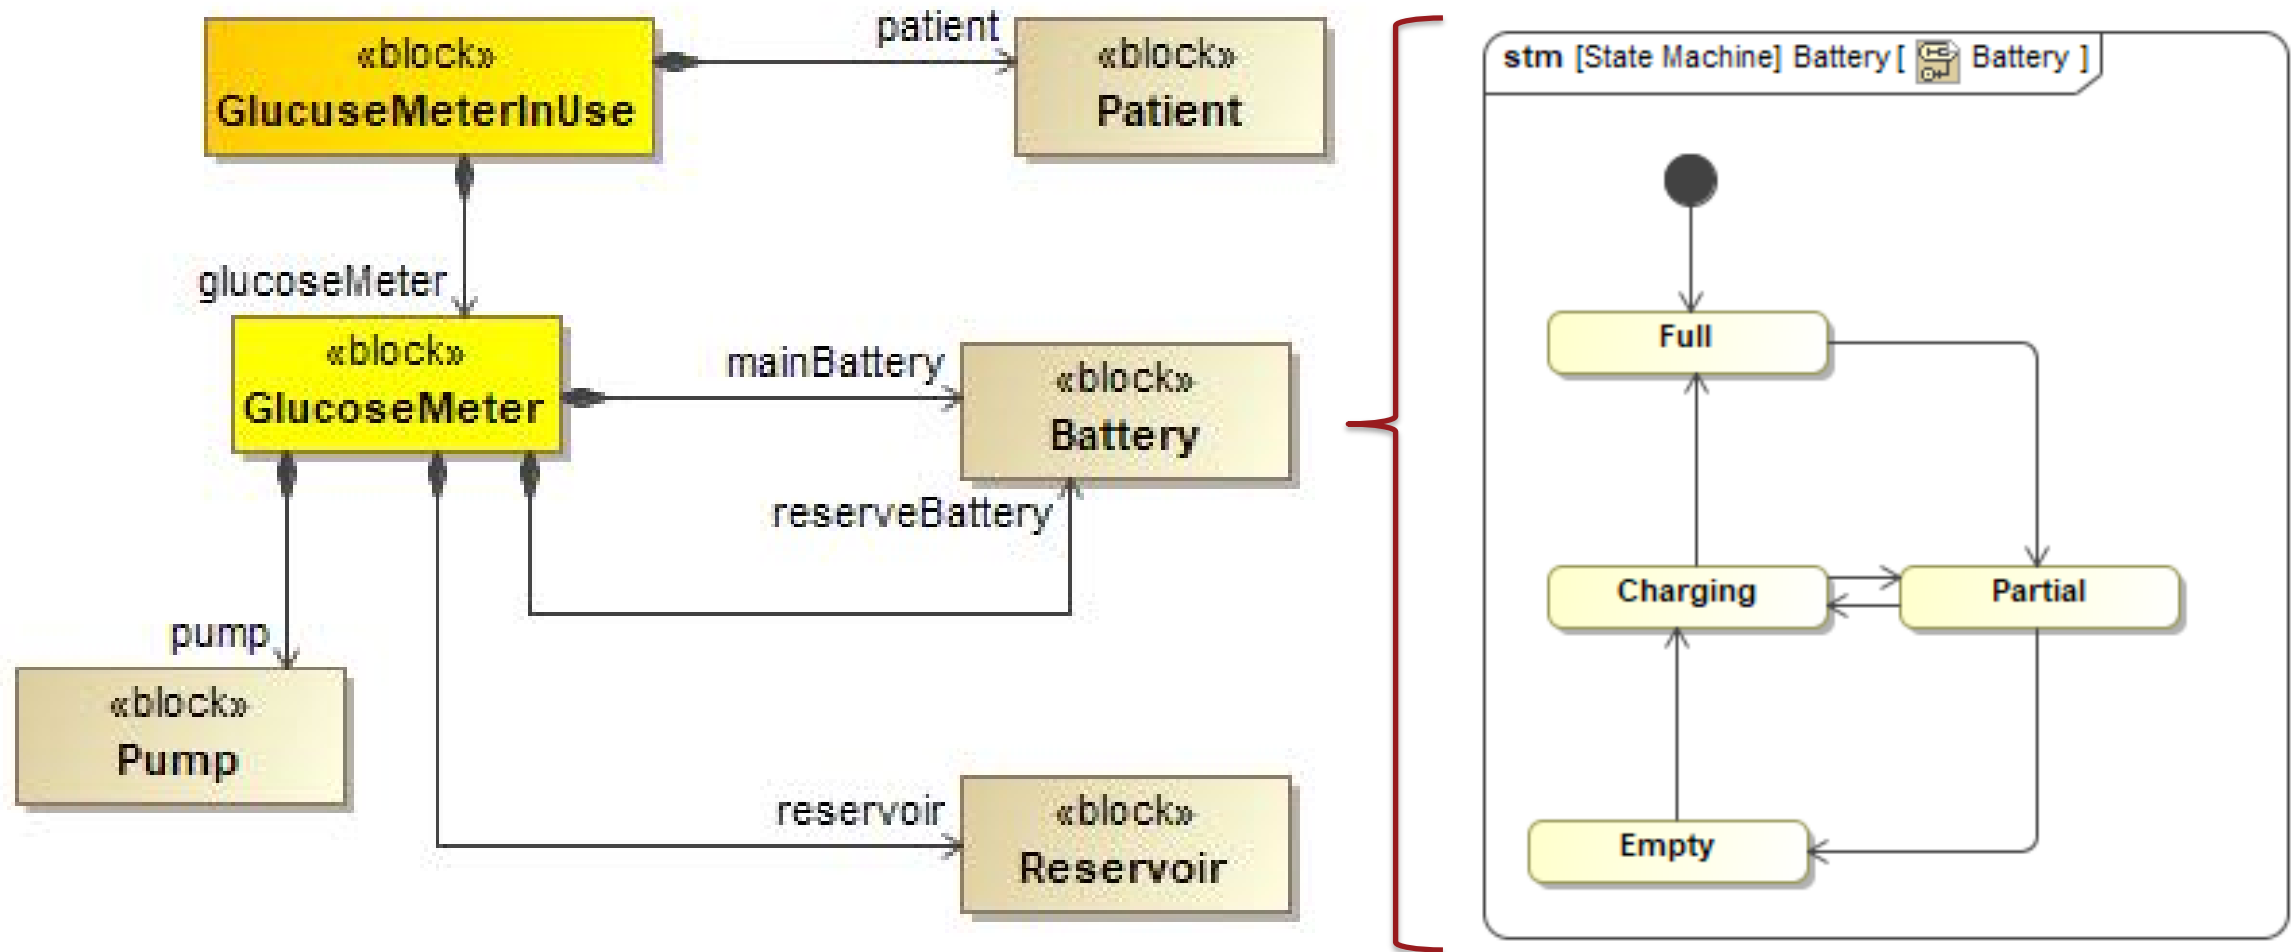 «block»
GlucuseMeterInUse
patient
«block»
Patient
glucoseMeter
«block»
GlucoseMeter
mainBattery
«block»
Battery
reserveBattery
pump
«block»
Pump
reservoir
«block»
Reservoir
stm [State Machine] Battery [ Battery ]
Full
Charging
Partial
Empty